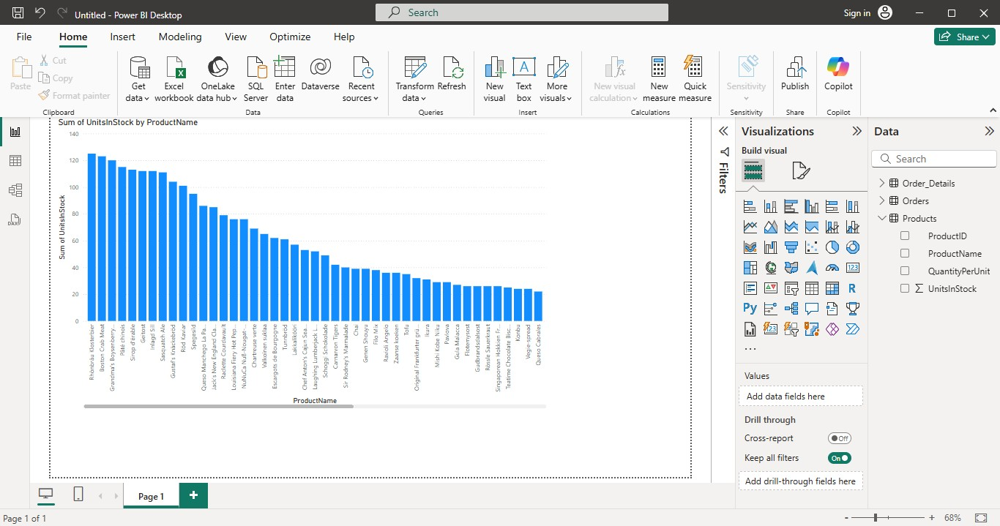 Untitled - Power BI Desktop
Search
Sign in
File
Home
Insert
Modeling
View
Optimize
Help
Share
Paste
Cut
Copy
Format painter
Clipboard
Get data
Excel workbook
OneLake data hub
SQL Server
Enter data
Dataverse
Recent sources
Data
Transform data
Refresh
Queries
New visual
Text box
More visuals
Insert
New visual calculation
New measure
Quick measure
Calculations
Sensitivity
Sensitivity
Publish
Share
Copilot
Copilot
Sum of UnitsInStock by ProductName
140
120
100
80
60
40
20
0
Sum of UnitsInStock
Rhönbräu Klosterbier
Boston Crab Meat
Grandma's Boysenberry...
Pâté chinois
Sirop d'érable
Geitost
Inlagd Sill
Sasquatch Ale
Gustaf's Knäckebröd
Röd Kaviar
Spegesild
Queso Manchego La Pa...
Jack's New England Cla...
Raclette Courdavault
Louisiana Fiery Hot Pep...
NuNuCa Nuß-Nougat-...
Chartreuse verte
Valkoinen suklaa
Escargots de Bourgogne
Tunnbröd
Lakkalikööri
Chef Anton's Cajun Sea...
Laughing Lumberjack L...
Schoggi Schokolade
Carnarvon Tigers
Sir Rodney's Marmalade
Chai
Genen Shouyu
Filo Mix
Ravioli Angelo
Zaanse koeken
Tofu
Original Frankfurter grü...
Ikura
Mishi Kobe Niku
Pavlova
Gula Malacca
Flotemysost
Gudbrandsdalsost
Rössle Sauerkraut
Singaporean Hokkien Fr...
Teatime Chocolate Bisc...
Konbu
Vegie-spread
Queso Cabrales
ProductName
Filters
Visualizations
Build visual
123
R
Py
123
...
Values
Add data fields here
Drill through
Cross-report
Off
Keep all filters
On
Add drill-through fields here
Data
Search
Order_Details
Orders
Products
ProductID
ProductName
QuantityPerUnit
Σ UnitsInStock
DAX
Page 1
+
Page 1 of 1
- + 68%